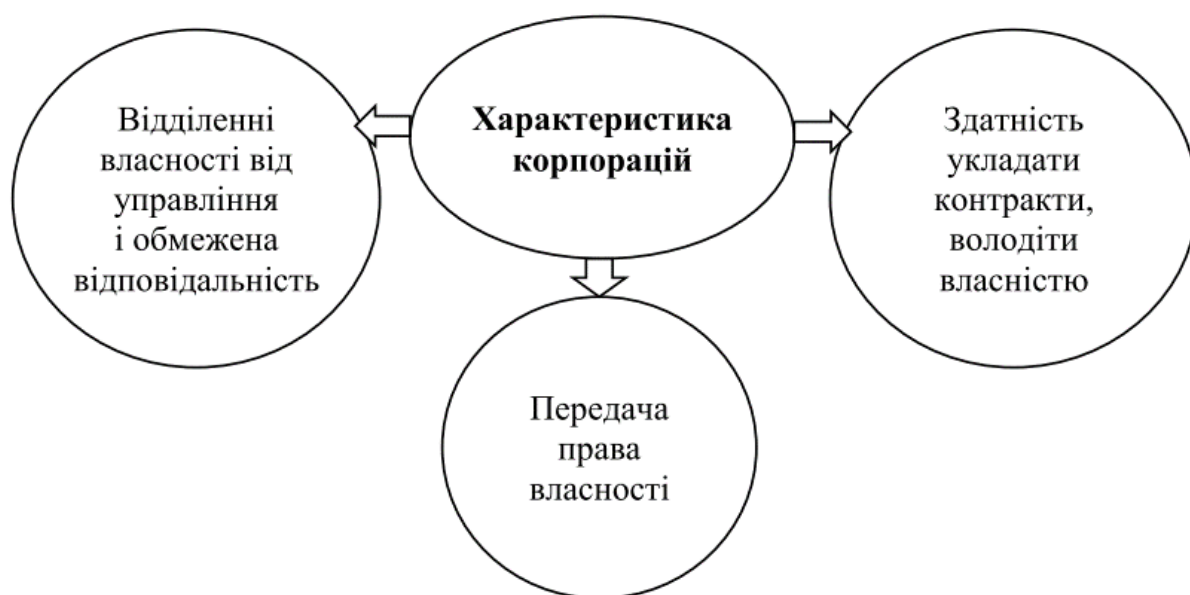 Характеристика
корпорацій
Відділенні
власності від
управління
і обмежена
відповідальність
Здатність
укладати
контракти,
володіти
власністю
Передача
права
власності